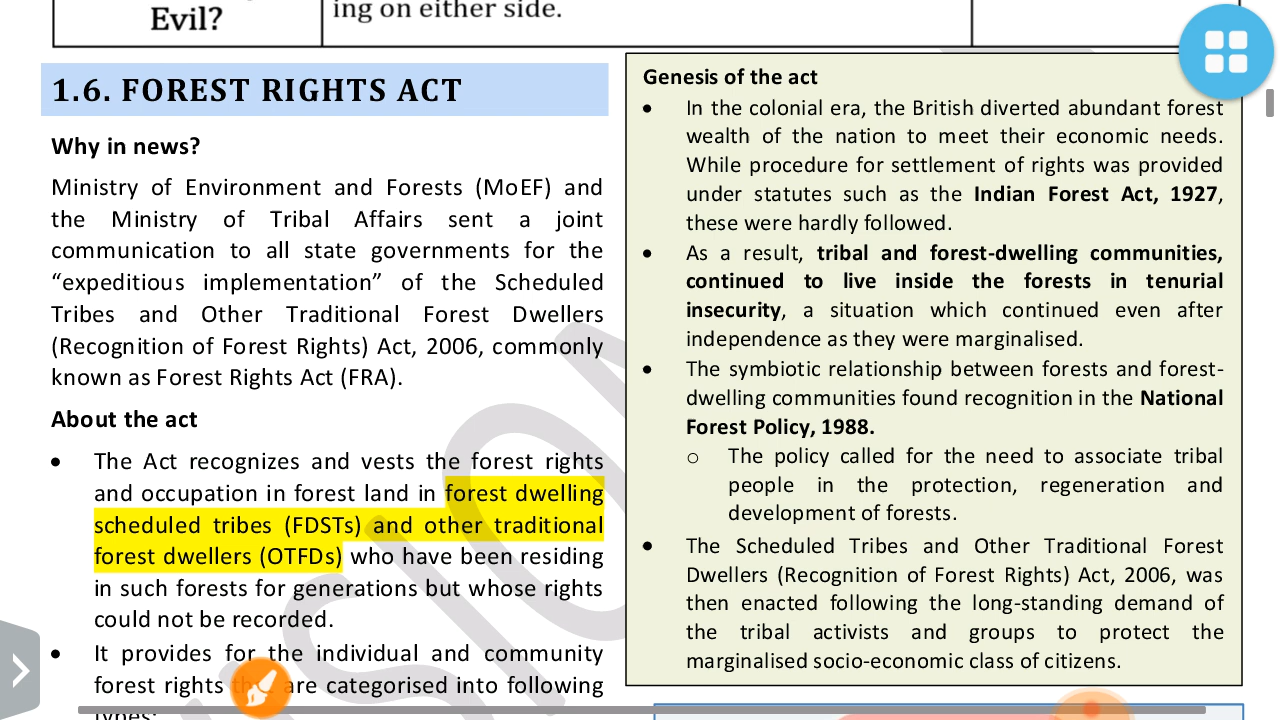 Evil?
ing on either side.
1.6. FOREST RIGHTS ACT
Why in news?
Ministry of Environment and Forests (MoEF) and
the Ministry of Tribal Affairs sent a joint
communication to all state governments for the
“expeditious implementation” of the Scheduled
Tribes and Other Traditional Forest Dwellers
(Recognition of Forest Rights) Act, 2006, commonly
known as Forest Rights Act (FRA).
About the act
• The Act recognizes and vests the forest rights
and occupation in forest land in forest dwelling
scheduled tribes (FDSTs) and other traditional
forest dwellers (OTFDs) who have been residing
in such forests for generations but whose rights
could not be recorded.
• It provides for the individual and community
forest rights that are categorised into following
types:
Genesis of the act
• In the colonial era, the British diverted abundant forest
wealth of the nation to meet their economic needs.
While procedure for settlement of rights was provided
under statutes such as the Indian Forest Act, 1927,
these were hardly followed.
• As a result, tribal and forest-dwelling communities,
continued to live inside the forests in tenurial
insecurity, a situation which continued even after
independence as they were marginalised.
• The symbiotic relationship between forests and forest-
dwelling communities found recognition in the National
Forest Policy, 1988.
o The policy called for the need to associate tribal
people in the protection, regeneration and
development of forests.
• The Scheduled Tribes and Other Traditional Forest
Dwellers (Recognition of Forest Rights) Act, 2006, was
then enacted following the long-standing demand of
the tribal activists and groups to protect the
marginalised socio-economic class of citizens.